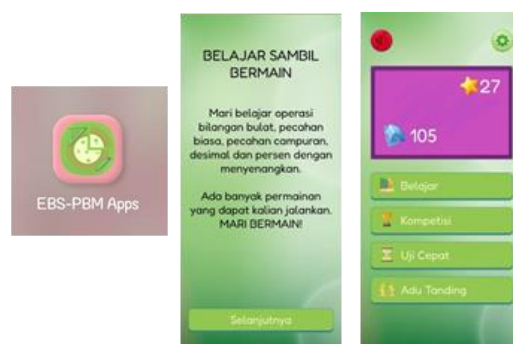 EBS-PBM Apps
BELAJAR SAMBIL
BERMAIN
Mari belajar operasi
bilangan bulat, pecahan
biasa, pecahan campuran,
desimal dan persen dengan
menyenangkan.
Ada banyak permainan
yang dapat kalian jalankan.
MARI BERMAIN!
Selanjutnya
27
105
Belajar
Kompetisi
Uji Cepat
Adu Tanding